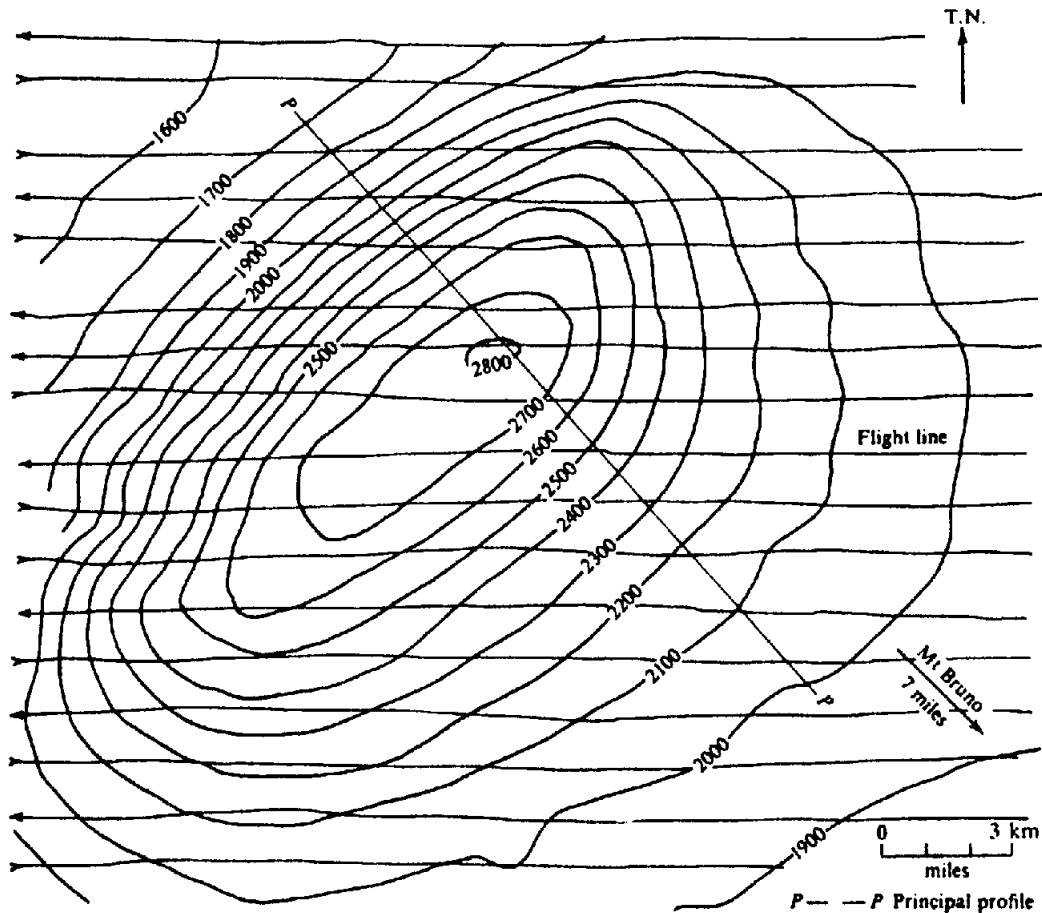 T.N.
P
1600
1700
1800
1900
2000
2500
2800
2700
2600
2500
2400
2300
2200
2100
2000
1900
Flight line
P
Mt Bruno
7 miles
0 3 km
miles
P — — P Principal profile